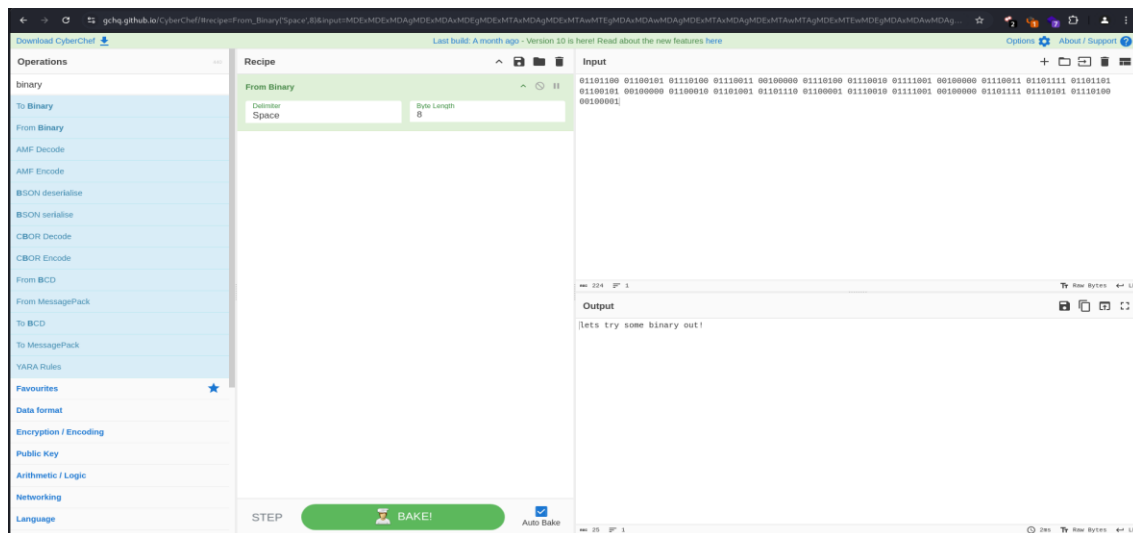 gchq.github.io/CyberChef/#recipe=From_Binary('Space',8)&input=MDExMDExMDAgMDExMDAxMDEgMDExMTAxMDAgMDExMTAwMTEgMDAxMDAwMDAgMDExMTAxMDAgMDExMTAwMTAgMDExMTEwMDEgMDAxMDAwMDAg...
2
1
7
Download CyberChef
Last build: A month ago - Version 10 is here! Read about the new features here
Options
About / Support
Operations
binary
To Binary
From Binary
AMF Decode
AMF Encode
BSON deserialise
BSON serialise
CBOR Decode
CBOR Encode
From BCD
From MessagePack
To BCD
To MessagePack
YARA Rules
Favourites
Data format
Encryption / Encoding
Public Key
Arithmetic / Logic
Networking
Language
Recipe
From Binary
Delimiter
Space
Byte Length
8
STEP
BAKE!
Auto Bake
Input
01101100 01100101 01110100 01110011 00100000 01110100 01110010 01111001 00100000 01110011 01101111 01101101
01100101 00100000 01100010 01101001 01101110 01100001 01110010 01111001 00100000 01101111 01110101 01110100
00100001
224
1
Raw Bytes
Output
lets try some binary out!
25
1
2ms
Raw Bytes